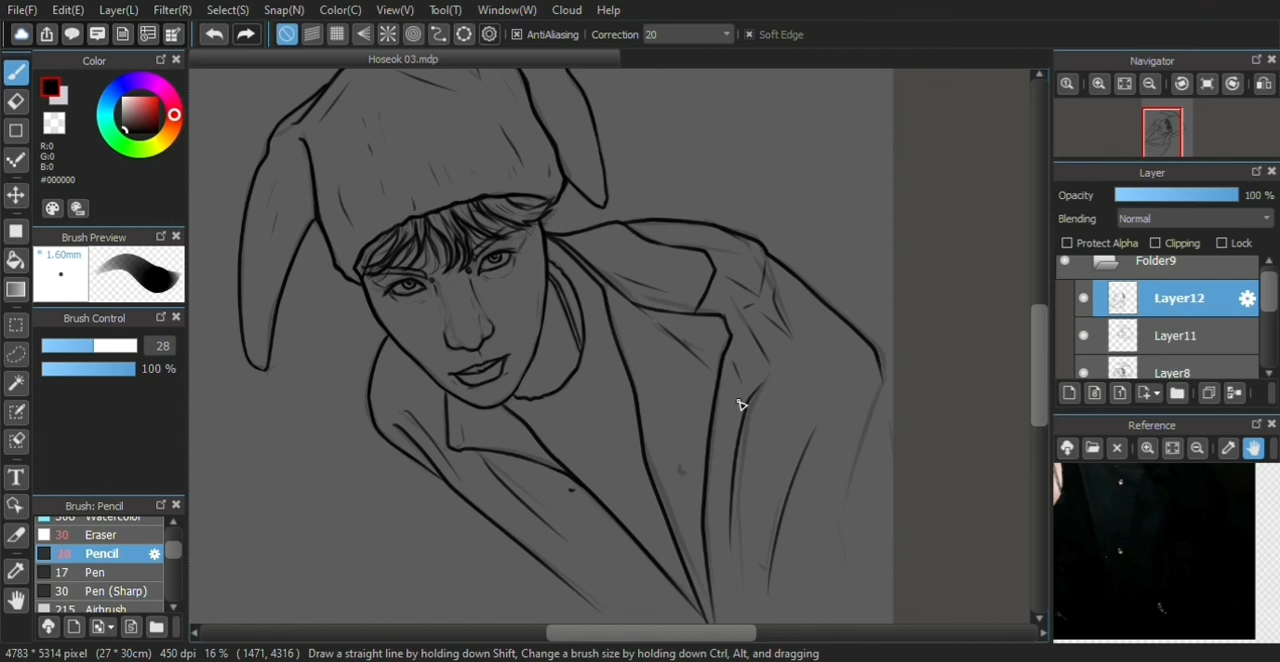 File(F) Edit(E) Layer(L) Filter(R) Select(S) Snap(N) Color(C) View(V) Tool(T) Window(W) Cloud Help
AntiAliasing Correction 20 Soft Edge
Color
Hoseok 03.mdp
Navigator
R:0
G:0
B:0
#000000
Layer
Opacity 100 %
Blending Normal
Protect Alpha Clipping Lock
Brush Preview
* 1.60mm
Folder9
Layer12
Layer11
Layer8
Brush Control
28
100 %
Reference
Brush: Pencil
Watercolor
30 Eraser
28 Pencil
17 Pen
30 Pen (Sharp)
215 Airbrush
T
4783 * 5314 pixel (27 * 30cm) 450 dpi 16 % ( 1471, 4316 ) Draw a straight line by holding down Shift, Change a brush size by holding down Ctrl, Alt, and dragging